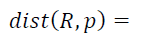 dist(R, p) =